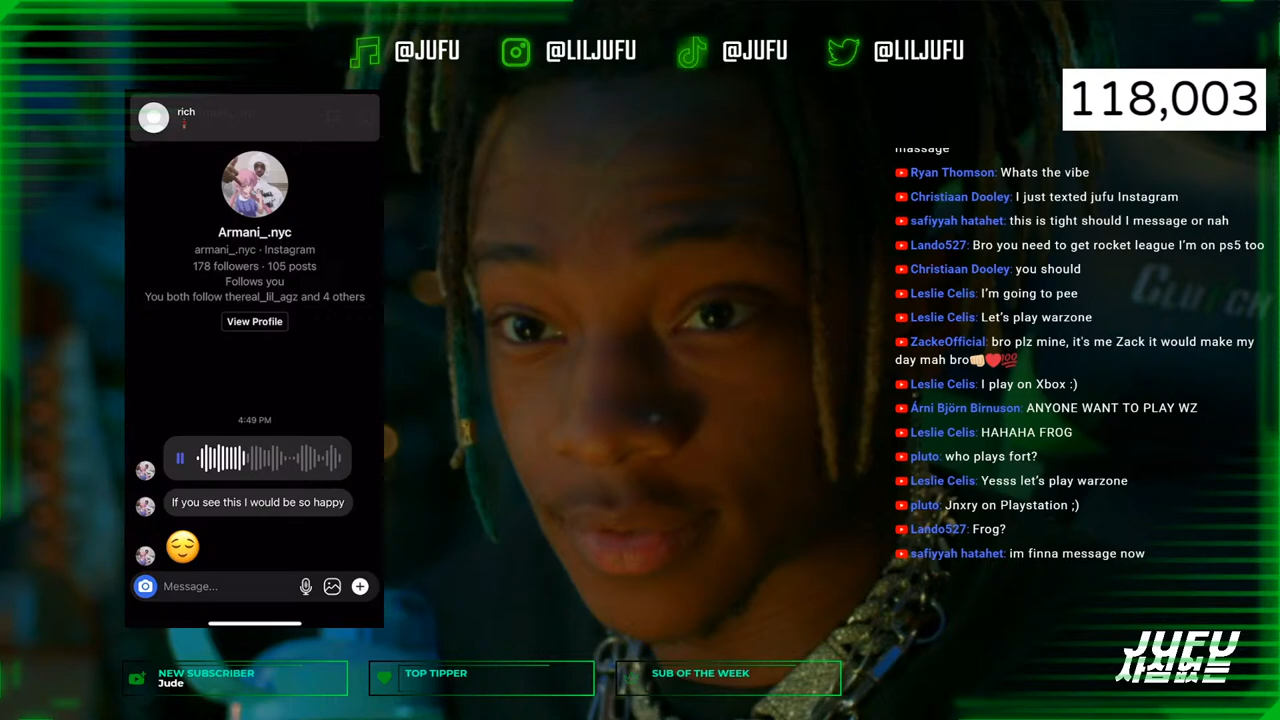 @JUFU
@LILJUFU
@JUFU
@LILJUFU
118,003
rich
Armani_.nyc
armani_.nyc · Instagram
178 followers · 105 posts
Follows you
You both follow thereal_lil_agz and 4 others
View Profile
4:49 PM
If you see this I would be so happy
Message...
massage
Ryan Thomson: Whats the vibe
Christiaan Dooley: I just texted jufu Instagram
safiyyah hatahet: this is tight should I message or nah
Lando527: Bro you need to get rocket league I'm on ps5 too
Christiaan Dooley: you should
Leslie Celis: I'm going to pee
Leslie Celis: Let's play warzone
ZackeOfficial: bro plz mine, it's me Zack it would make my
day mah bro👊🏼❤️💯
Leslie Celis: I play on Xbox :)
Árni Björn Birnuson: ANYONE WANT TO PLAY WZ
Leslie Celis: HAHAHA FROG
pluto: who plays fort?
Leslie Celis: Yesss let's play warzone
pluto: Jnxry on Playstation ;)
Lando527: Frog?
safiyyah hatahet: im finna message now
NEW SUBSCRIBER
Jude
TOP TIPPER
SUB OF THE WEEK
JUFU